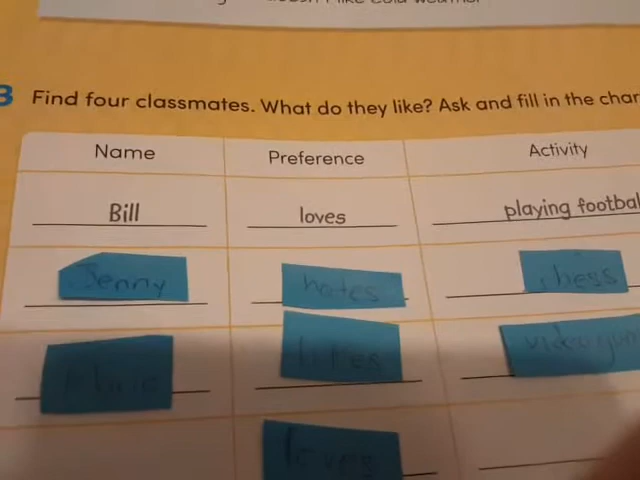 3 Find four classmates. What do they like? Ask and fill in the char
Name Preference Activity
Bill loves playing footbal
Jenny hates chess
likes
loves